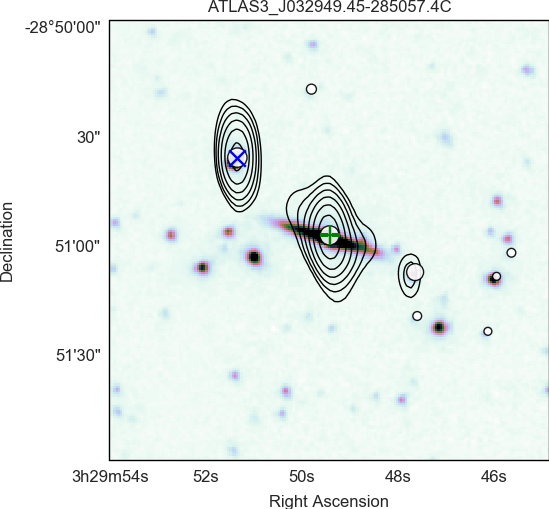 ATLAS3_J032949.45-285057.4C
-28°50'00"
30"
51'00"
51'30"
Declination
3h29m54s 52s 50s 48s 46s
Right Ascension